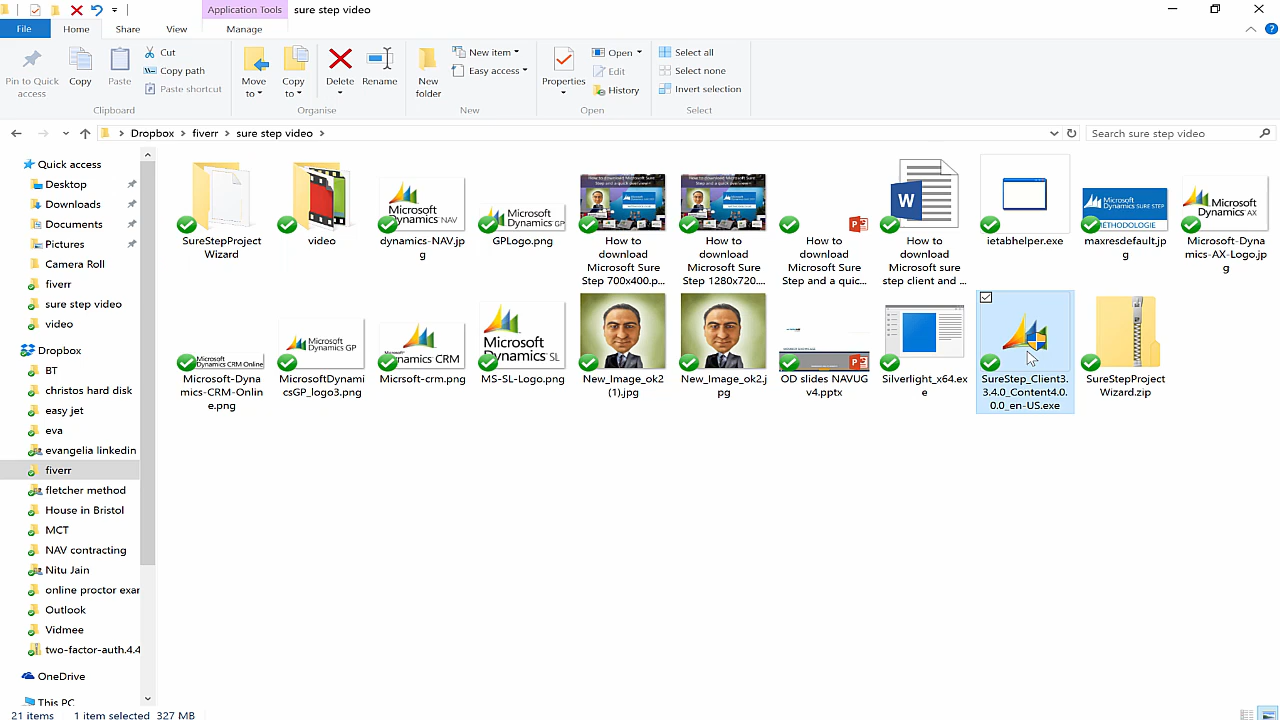 Application Tools
sure step video
File
Home
Share
View
Manage
Pin to Quick
access
Copy
Paste
Cut
Copy path
Paste shortcut
Clipboard
Move
to
Copy
to
Delete
Rename
Organise
New
folder
New item
Easy access
New
Properties
Open
Edit
History
Open
Select all
Select none
Invert selection
Select
Dropbox
fiverr
sure step video
Search sure step video
Quick access
Desktop
Downloads
Documents
Pictures
Camera Roll
fiverr
sure step video
video
Dropbox
BT
christos hard disk
easy jet
eva
evangelia linkedin
fiverr
fletcher method
House in Bristol
MCT
NAV contracting
Nitu Jain
online proctor exar
Outlook
Vidmee
two-factor-auth.4.4
OneDrive
This PC
SureStepProject
Wizard
video
Microsoft
Dynamics NAV
dynamics-NAV.jp
g
Microsoft
Dynamics GP
GPLogo.png
How to
download
Microsoft Sure
Step 700x400.p...
How to
download
Microsoft Sure
Step 1280x720....
How to
download
Microsoft Sure
Step and a quic...
W
How to
download
Microsoft sure
step client and ...
ietabhelper.exe
Microsoft
Dynamics SURE STEP
METHODOLOGIE
maxresdefault.jp
g
Microsoft
Dynamics AX
Microsoft-Dyna
mics-AX-Logo.jp
g
Microsoft
Dynamics CRM Online
Microsoft-Dyna
mics-CRM-Onlin
e.png
Microsoft
Dynamics GP
MicrosoftDynami
csGP_logo3.png
Microsoft
Dynamics CRM
Micrsoft-crm.png
Microsoft
Dynamics SL
MS-SL-Logo.png
New_Image_ok2
(1).jpg
New_Image_ok2.j
pg
OD slides NAVUG
v4.pptx
Silverlight_x64.ex
e
SureStep_Client3.
3.4.0_Content4.0.
0.0_en-US.exe
SureStepProject
Wizard.zip
21 items
1 item selected 327 MB